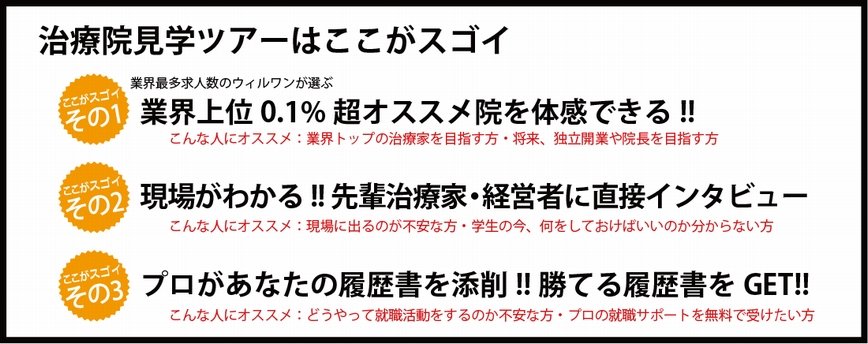 治療院見学ツアーはここがスゴイ
業界最多求人数のウィルワンが選ぶ
ここがスゴイ
その1
業界上位 0.1% 超オススメ院を体感できる !!
こんな人にオススメ：業界トップの治療家を目指す方・将来、独立開業や院長を目指す方
ここがスゴイ
その2
現場がわかる !! 先輩治療家・経営者に直接インタビュー
こんな人にオススメ：現場に出るのが不安な方・学生の今、何をしておけばいいのか分からない方
ここがスゴイ
その3
プロがあなたの履歴書を添削 !! 勝てる履歴書を GET!!
こんな人にオススメ：どうやって就職活動をするのか不安な方・プロの就職サポートを無料で受けたい方